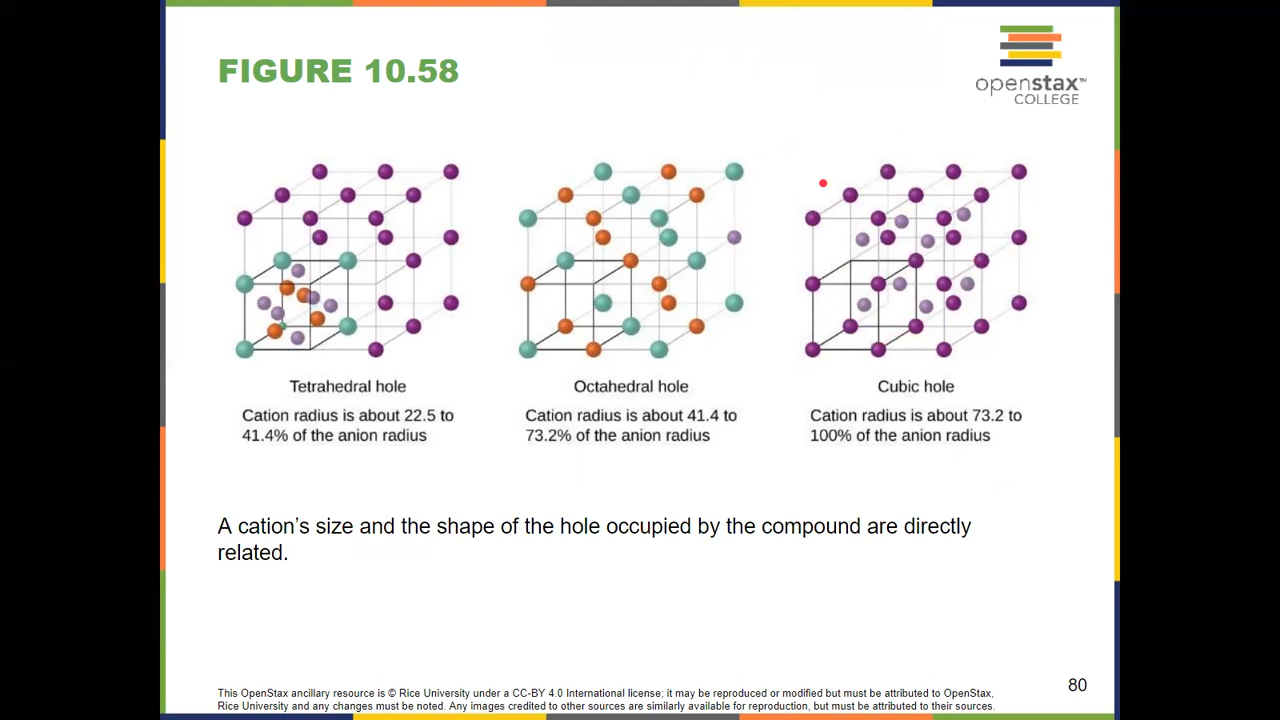 FIGURE 10.58
openstax™
COLLEGE
Tetrahedral hole
Cation radius is about 22.5 to
41.4% of the anion radius
Octahedral hole
Cation radius is about 41.4 to
73.2% of the anion radius
Cubic hole
Cation radius is about 73.2 to
100% of the anion radius
A cation’s size and the shape of the hole occupied by the compound are directly
related.
80
This OpenStax ancillary resource is © Rice University under a CC-BY 4.0 International license; it may be reproduced or modified but must be attributed to OpenStax,
Rice University and any changes must be noted. Any images credited to other sources are similarly available for reproduction, but must be attributed to their sources.